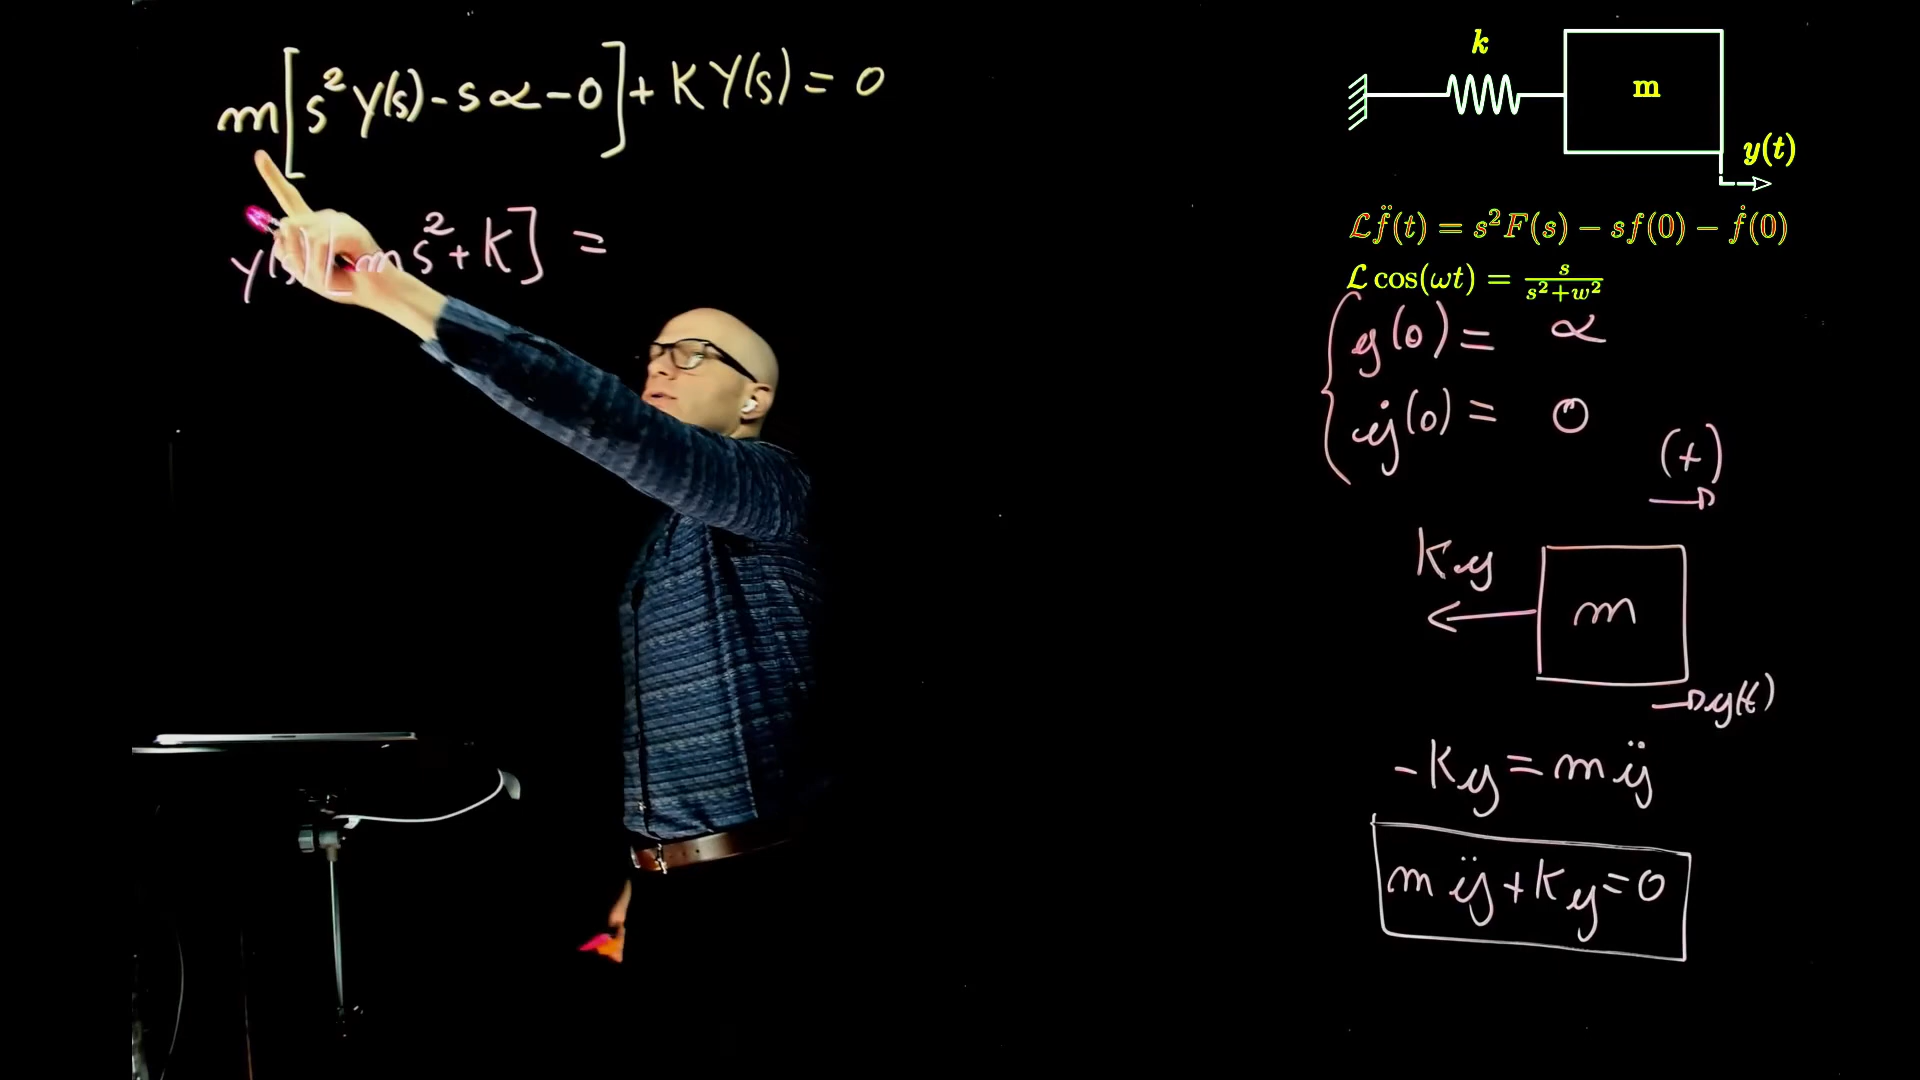 m[s²Y(s)-sα-0]+KY(s)=0
Y(s)[ms²+K]=
k
m
y(t)
ℒf̈(t) = s²F(s) − sf(0) − ḟ(0)
ℒcos(ωt) = s/(s²+w²)
y(0)= α
ẏ(0)= 0
(+)
Ky
m
y(t)
-Ky=mÿ
mÿ+Ky=0